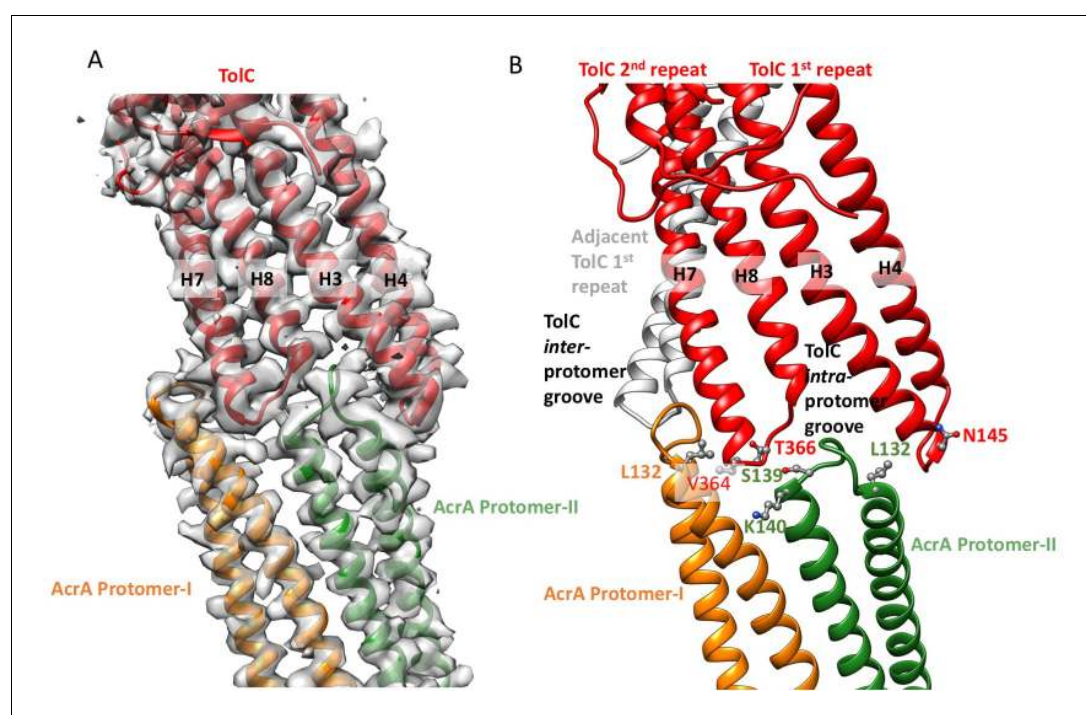 A
TolC
H7
H8
H3
H4
AcrA Protomer-II
AcrA Protomer-I
B
TolC 2nd repeat
TolC 1st repeat
Adjacent
TolC 1st
repeat
H7
H8
H3
H4
TolC
inter-
protomer
groove
TolC
intra-
protomer
groove
L132
V364
T366
S139
K140
L132
N145
AcrA Protomer-II
AcrA Protomer-I